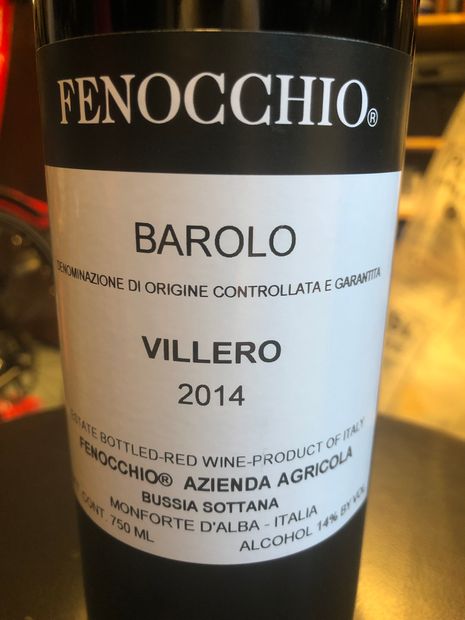 FENOCCHIO®
BAROLO
DENOMINAZIONE DI ORIGINE CONTROLLATA E GARANTITA
VILLERO
2014
ESTATE BOTTLED-RED WINE-PRODUCT OF ITALY
FENOCCHIO® AZIENDA AGRICOLA
BUSSIA SOTTANA
MONFORTE D'ALBA - ITALIA
CONT. 750 ML
ALCOHOL 14% BY VOL